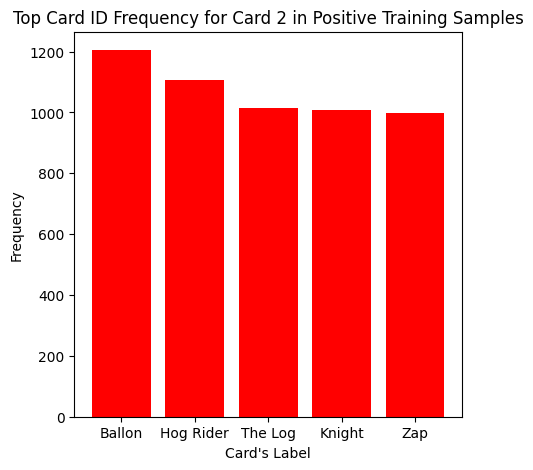 Top Card ID Frequency for Card 2 in Positive Training Samples
1200
1000
800
600
400
200
0
Frequency
Ballon Hog Rider The Log Knight Zap
Card's Label